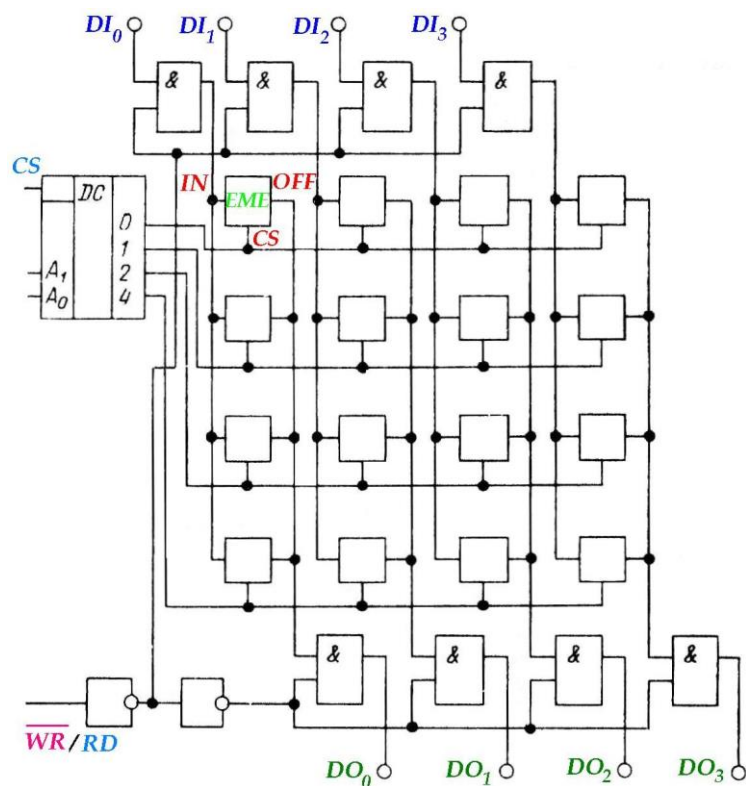 DI₀ DI₁ DI₂ DI₃
& & & &
CS
DC
IN OFF
EME
0
CS
1
A₁ 2
A₀ 4
& & & &
W̅R̅/RD
DO₀ DO₁ DO₂ DO₃